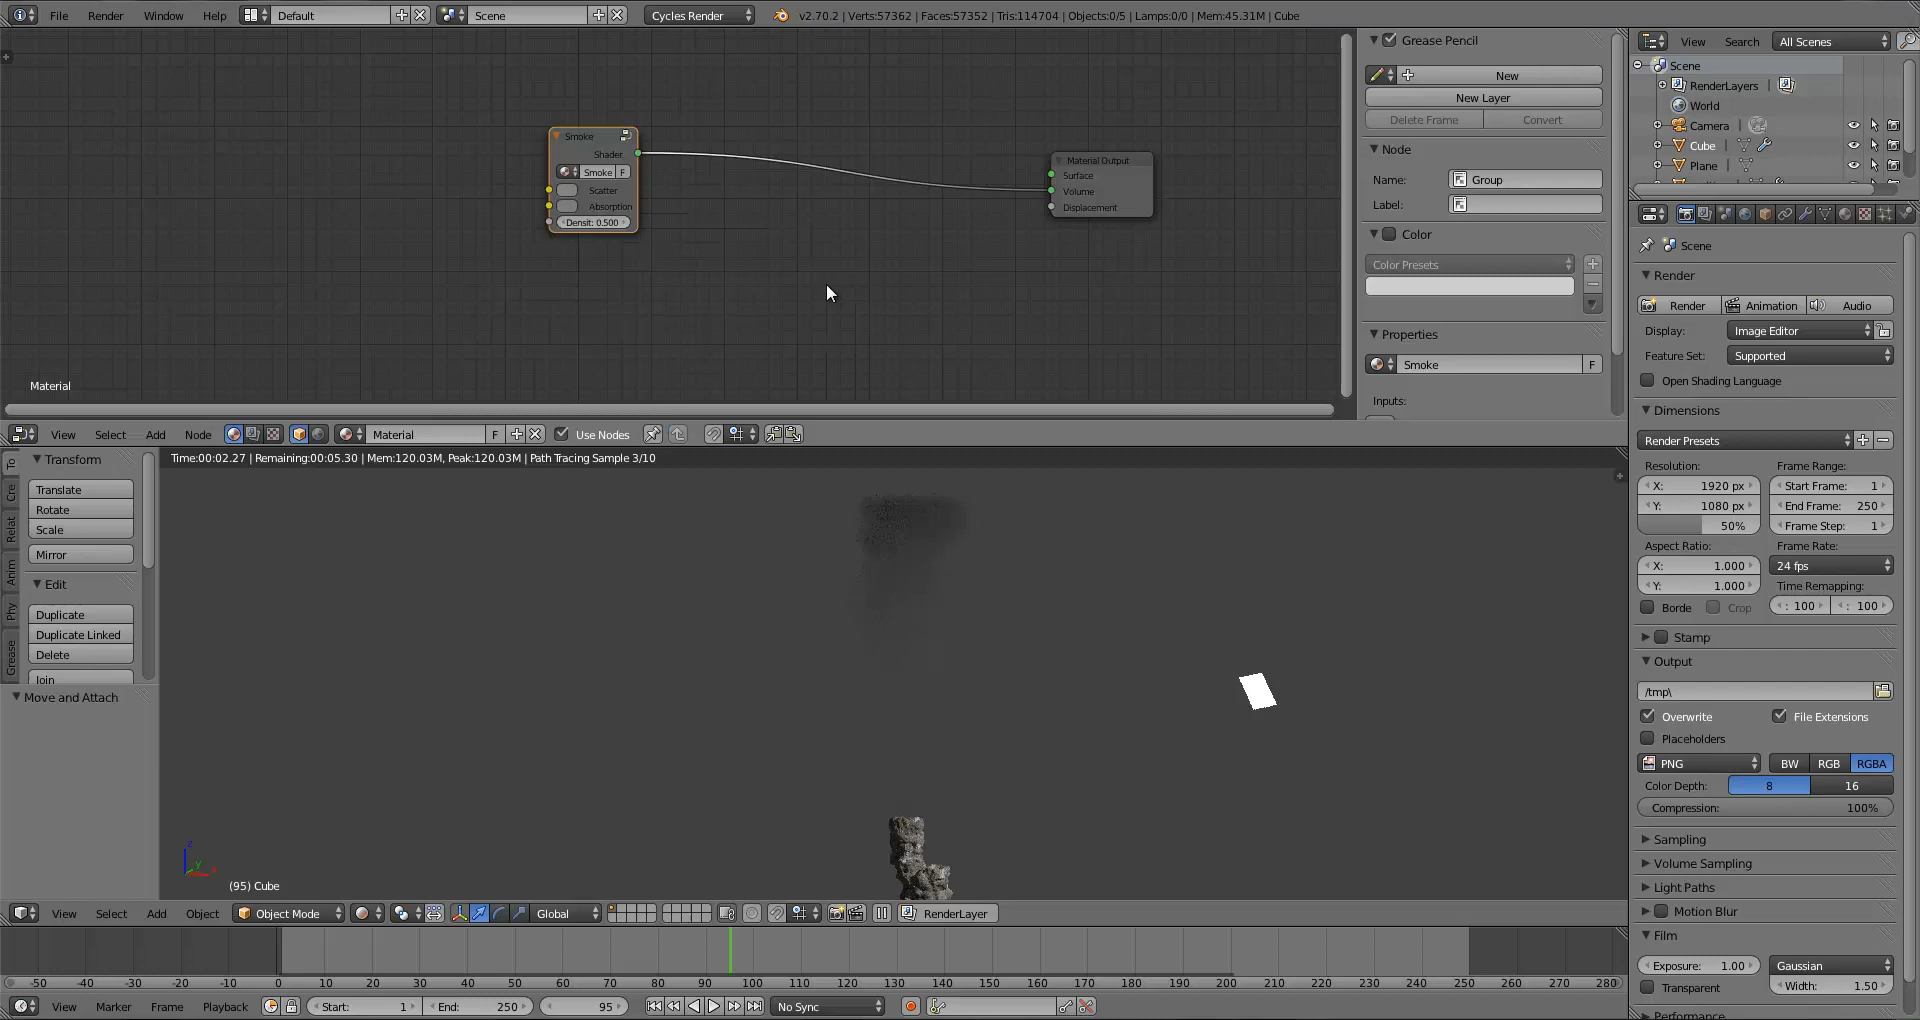 File Render Window Help Default Scene Cycles Render v2.70.2 | Verts:57362 | Faces:57352 | Tris:114704 | Objects:0/5 | Lamps:0/0 | Mem:45.31M | Cube
Smoke
Shader
Smoke F
Scatter
Absorption
Densit: 0.500
Material Output
Surface
Volume
Displacement
Material
Grease Pencil
New
New Layer
Delete Frame Convert
Node
Name: Group
Label:
Color
Color Presets
Properties
Smoke F
Inputs:
View Search All Scenes
Scene
RenderLayers |
World
Camera
Cube
Plane
View Select Add Node Material F Use Nodes
Time:00:02.27 | Remaining:00:05.30 | Mem:120.03M, Peak:120.03M | Path Tracing Sample 3/10
To
Cre
Relat
Anim
Phy
Grease
Transform
Translate
Rotate
Scale
Mirror
Edit
Duplicate
Duplicate Linked
Delete
Join
Move and Attach
z
y
x
(95) Cube
View Select Add Object Object Mode Global RenderLayer
Scene
Render
Render Animation Audio
Display: Image Editor
Feature Set: Supported
Open Shading Language
Dimensions
Render Presets
Resolution: Frame Range:
X: 1920 px Start Frame: 1
Y: 1080 px End Frame: 250
50% Frame Step: 1
Aspect Ratio: Frame Rate:
X: 1.000 24 fps
Y: 1.000 Time Remapping:
Borde Crop : 100 : 100
Stamp
Output
/tmp\
Overwrite File Extensions
Placeholders
PNG BW RGB RGBA
Color Depth: 8 16
Compression: 100%
Sampling
Volume Sampling
Light Paths
Motion Blur
Film
Exposure: 1.00 Gaussian
Transparent Width: 1.50
Performance
-50 -40 -30 -20 -10 0 10 20 30 40 50 60 70 80 90 100 110 120 130 140 150 160 170 180 190 200 210 220 230 240 250 260 270 280
View Marker Frame Playback Start: 1 End: 250 95 No Sync